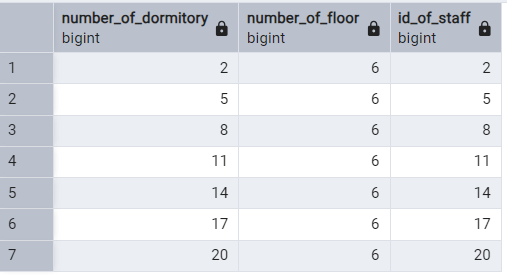 number_of_dormitory number_of_floor id_of_staff
bigint bigint bigint
1 2 6 2
2 5 6 5
3 8 6 8
4 11 6 11
5 14 6 14
6 17 6 17
7 20 6 20